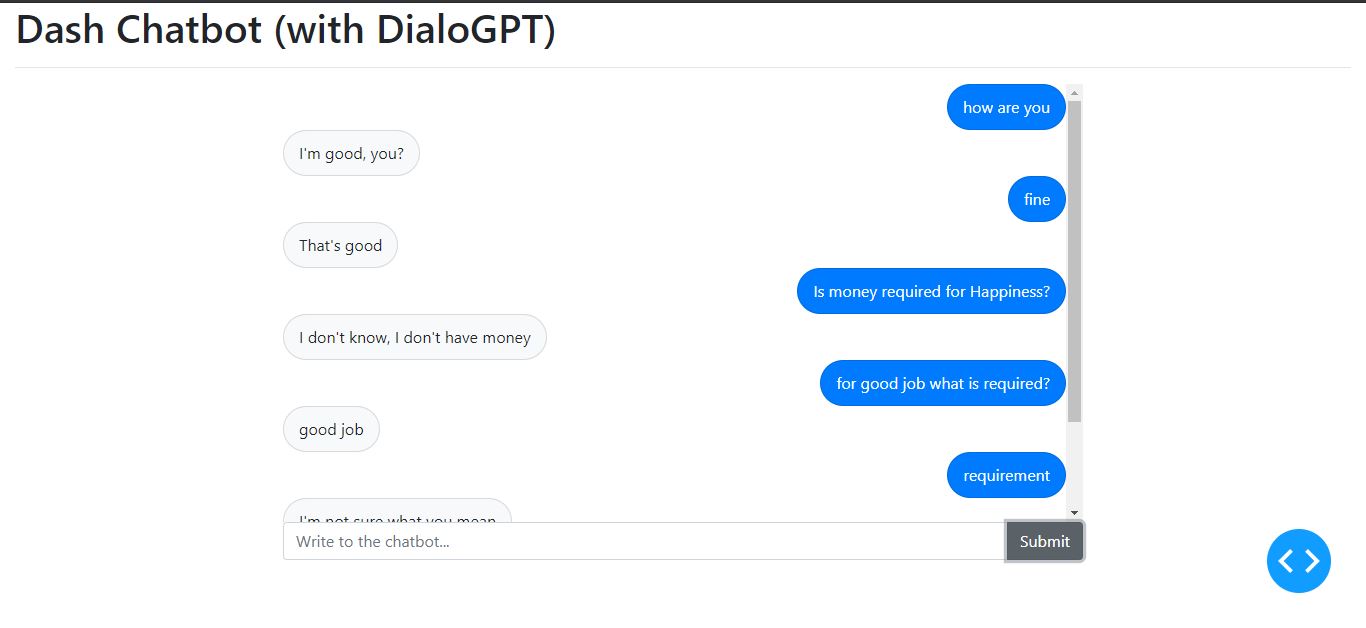 Dash Chatbot (with DialoGPT)
how are you
I'm good, you?
fine
That's good
Is money required for Happiness?
I don't know, I don't have money
for good job what is required?
good job
requirement
I'm not sure what you mean
Write to the chatbot...
Submit